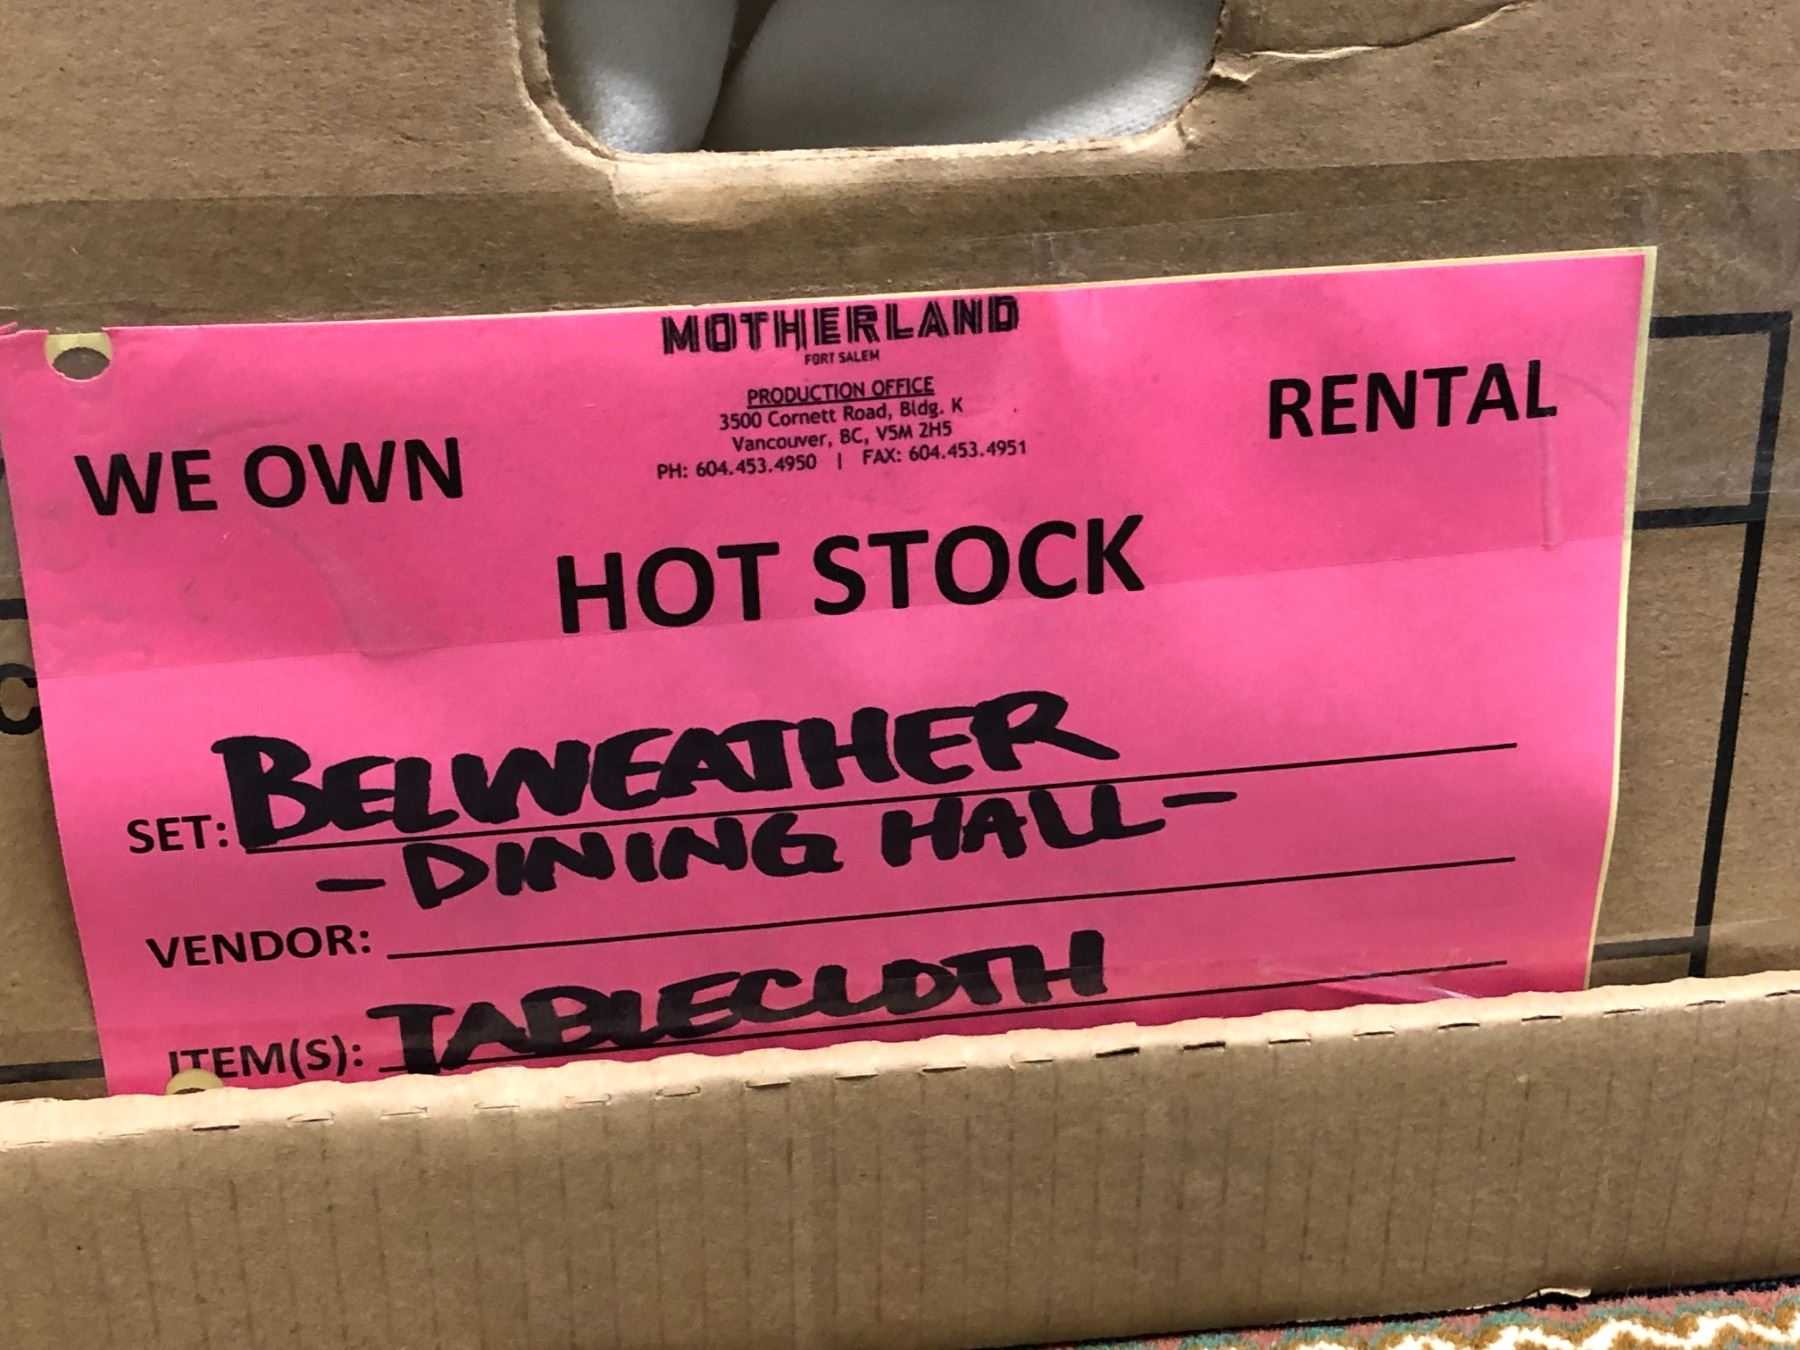 MOTHERLAND
FORT SALEM
PRODUCTION OFFICE
3500 Cornett Road, Bldg. K
Vancouver, BC, V5M 2H5
PH: 604.453.4950 | FAX: 604.453.4951
WE OWN
RENTAL
HOT STOCK
SET: BELWEATHER
- DINING HALL -
VENDOR:
ITEM(S): TABLECLOTH
C